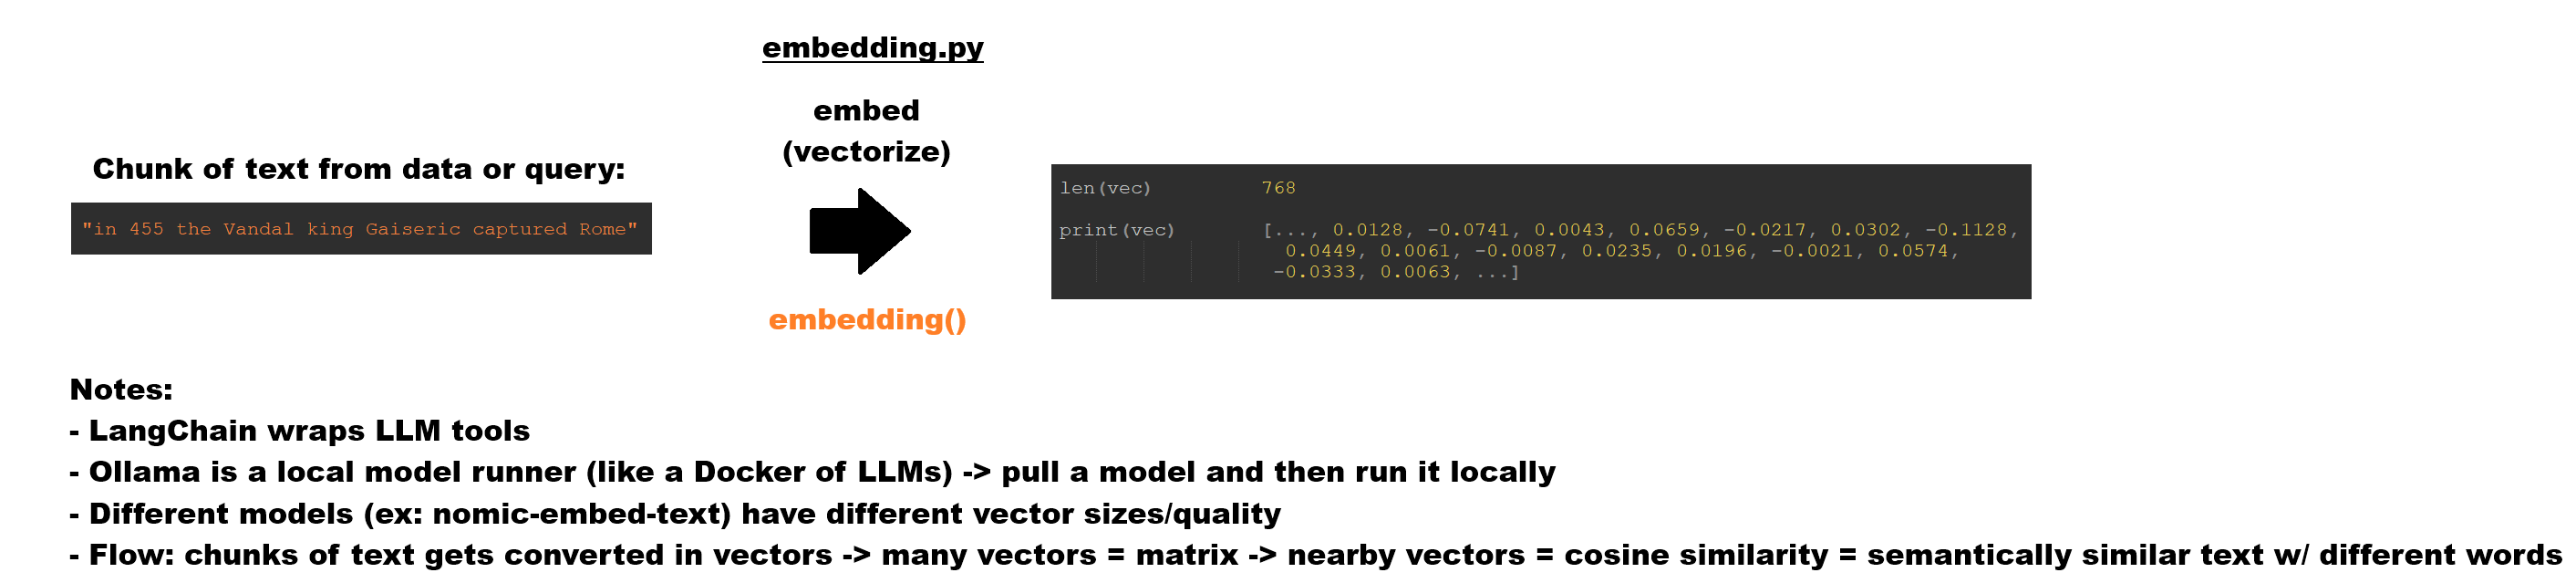 embedding.py
embed
(vectorize)
Chunk of text from data or query:
"in 455 the Vandal king Gaiseric captured Rome"
len(vec) 768
print(vec) [..., 0.0128, -0.0741, 0.0043, 0.0659, -0.0217, 0.0302, -0.1128,
0.0449, 0.0061, -0.0087, 0.0235, 0.0196, -0.0021, 0.0574,
-0.0333, 0.0063, ...]
embedding()
Notes:
- LangChain wraps LLM tools
- Ollama is a local model runner (like a Docker of LLMs) -> pull a model and then run it locally
- Different models (ex: nomic-embed-text) have different vector sizes/quality
- Flow: chunks of text gets converted in vectors -> many vectors = matrix -> nearby vectors = cosine similarity = semantically similar text w/ different words